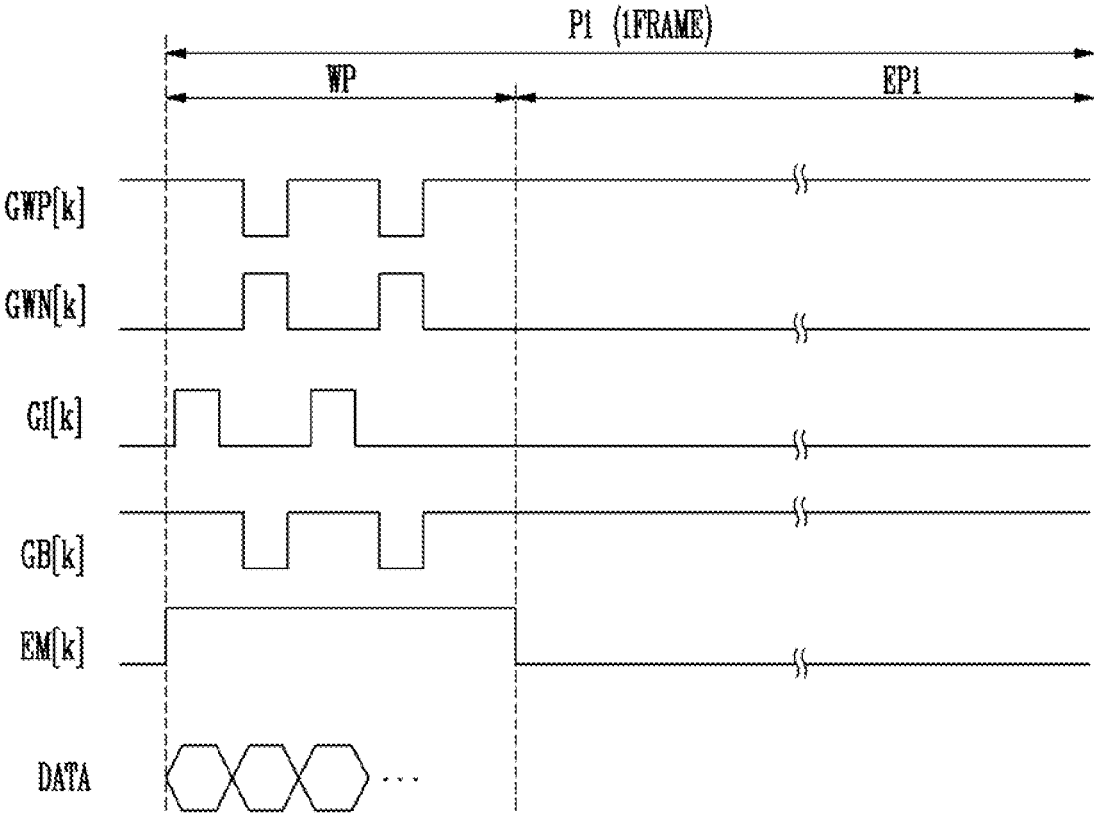 P1 (1FRAME)
WP
EP1
GWP[k]
GWN[k]
GI[k]
GB[k]
EM[k]
DATA
...